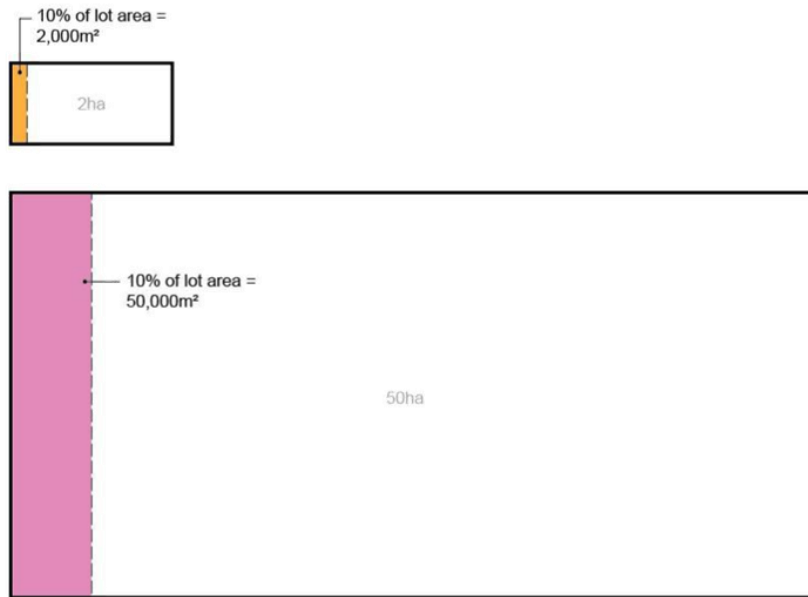 10% of lot area =
2,000m²
2ha
10% of lot area =
50,000m²
50ha